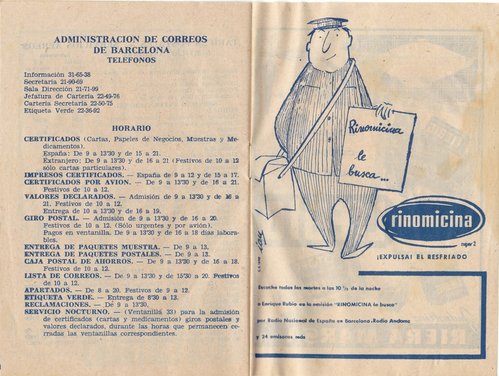 ADMINISTRACION DE CORREOS
DE BARCELONA
TELEFONOS
Información 31-65-38
Secretaria 21-90-69
Sala Dirección 21-71-99
Jefatura de Cartería 22-49-76
Cartería Secretaria 22-50-75
Etiqueta Verde 22-36-92
HORARIO
CERTIFICADOS (Cartas, Papeles de Negocios, Muestras y Me-
dicamentos).
España: De 9 a 13'30 y de 15 a 21.
Extranjero: De 9 a 13'30 y de 16 a 21 (Festivos de 10 a 12
sólo cartas particulares).
IMPRESOS CERTIFICADOS. — España de 9 a 12 y de 15 a 17.
CERTIFICADOS POR AVION. — De 9 a 13'30 y de 16 a 21.
Festivos de 10 a 12.
VALORES DECLARADOS. — Admisión de 9 a 13'30 y de 16 a
21, Festivos de 10 a 12.
Entrega de 10 a 13'30 y de 16 a 19.
GIRO POSTAL. — Admisión de 9 a 13'30 y de 16 a 20.
Festivos de 10 a 12. (Sólo urgentes y por avión).
Pagos en ventanilla. De 9 a 13'30 y de 16 a 18 días labora-
bles.
ENTREGA DE PAQUETES MUESTRA. — De 9 a 13.
ENTREGA DE PAQUETES POSTALES. — De 9 a 13.
CAJA POSTAL DE AHORROS. — De 9 a 13'30 y de 16 a 18.
Festivos de 10 a 12.
LISTA DE CORREOS. — De 9 a 13'30 y de 15'30 a 20. Festivos
de 10 a 12.
APARTADOS. — De 8 a 20. Festivos de 8 a 12.
ETIQUETA VERDE. — Entrega de 8'30 a 13.
RECLAMACIONES. — De 9 a 13'30.
SERVICIO NOCTURNO. — (Ventanilla 33) para la admisión
de certificados (cartas y medicamentos) giros postales y
valores declarados, durante las horas que permanecen ce-
rradas las ventanillas correspondientes.
Rinomicina
le
busca...
rinomicina
¡EXPULSA! EL RESFRIADO
Escuche todos los martes a las 10 ½ de la noche
a Enrique Rubio en la emisión "RINOMICINA le busca"
por Radio Nacional de España en Barcelona-Radio Andorra
y 24 emisoras más